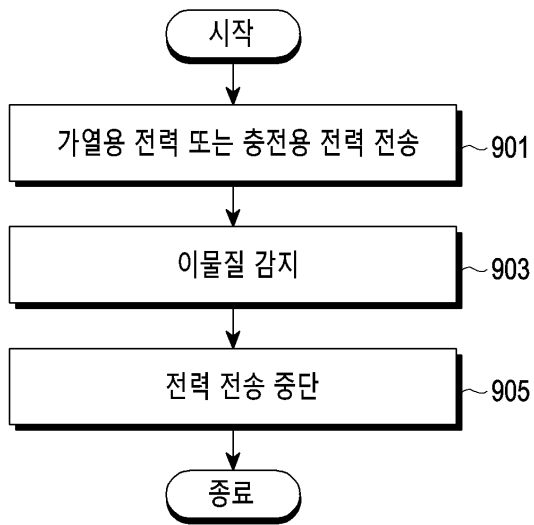 시작
가열용 전력 또는 충전용 전력 전송
901
이물질 감지
903
전력 전송 중단
905
종료